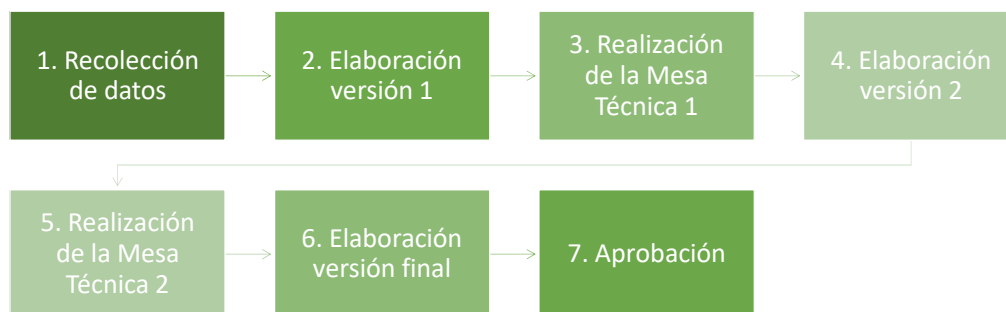 1. Recolección
de datos
2. Elaboración
versión 1
3. Realización
de la Mesa
Técnica 1
4. Elaboración
versión 2
5. Realización
de la Mesa
Técnica 2
6. Elaboración
versión final
7. Aprobación